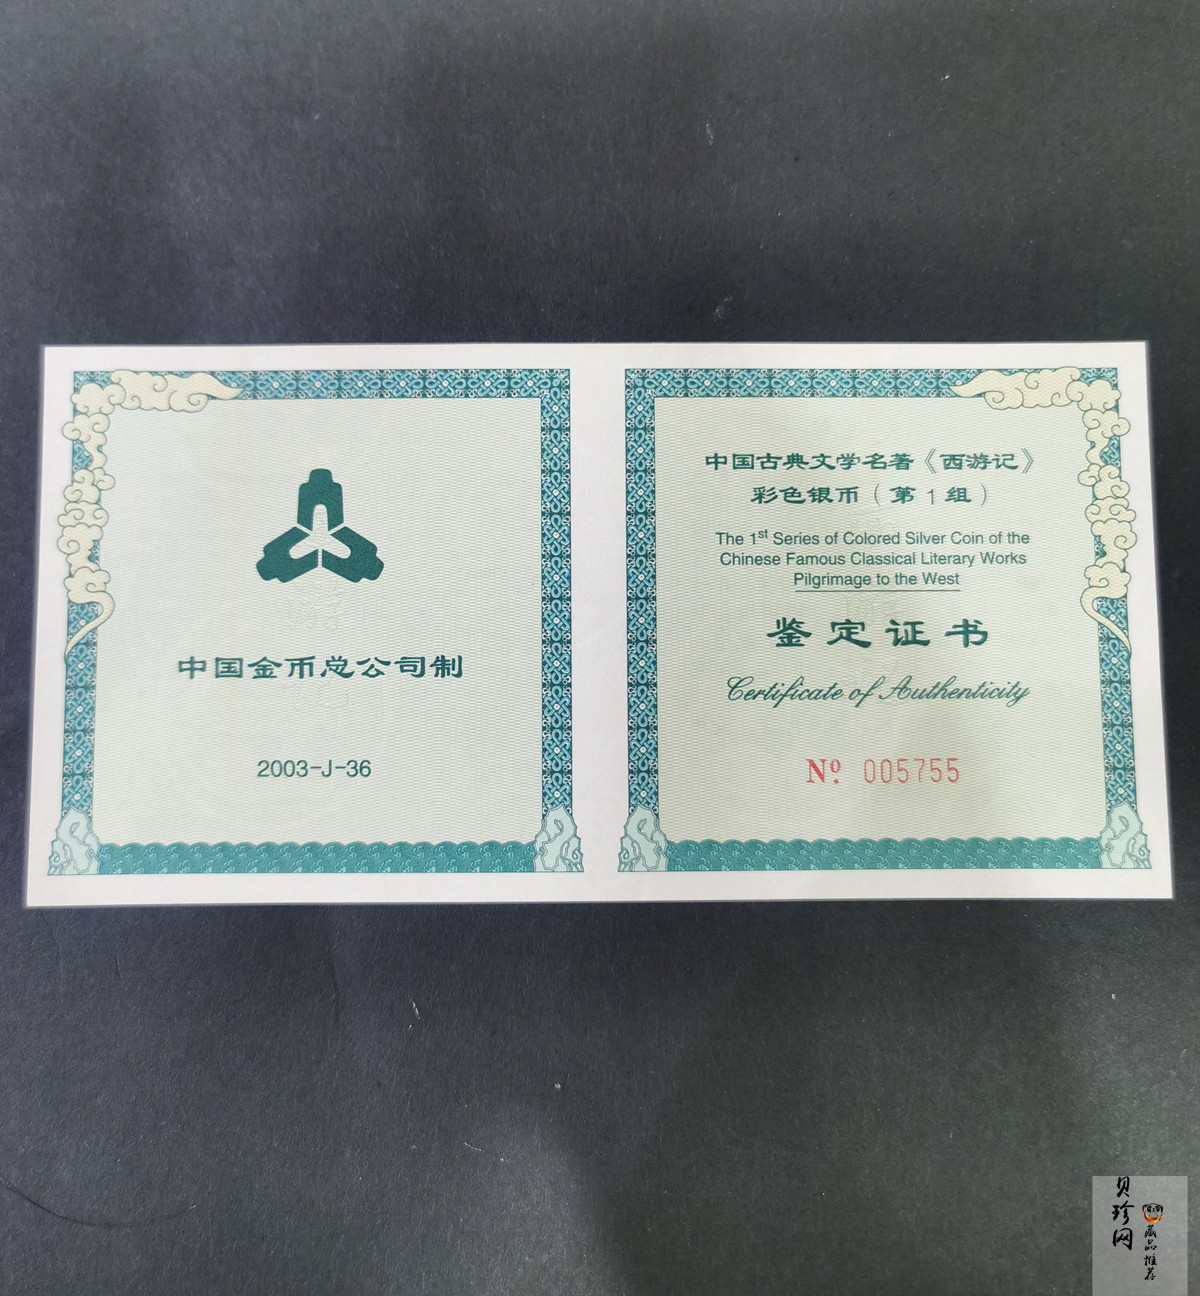 中国金币总公司制
2003-J-36
中国古典文学名著《西游记》
彩色银币（第1组）
The 1st Series of Colored Silver Coin of the
Chinese Famous Classical Literary Works
Pilgrimage to the West
鉴定证书
Certificate of Authenticity
Nº 005755
贝珍网
藏品推荐